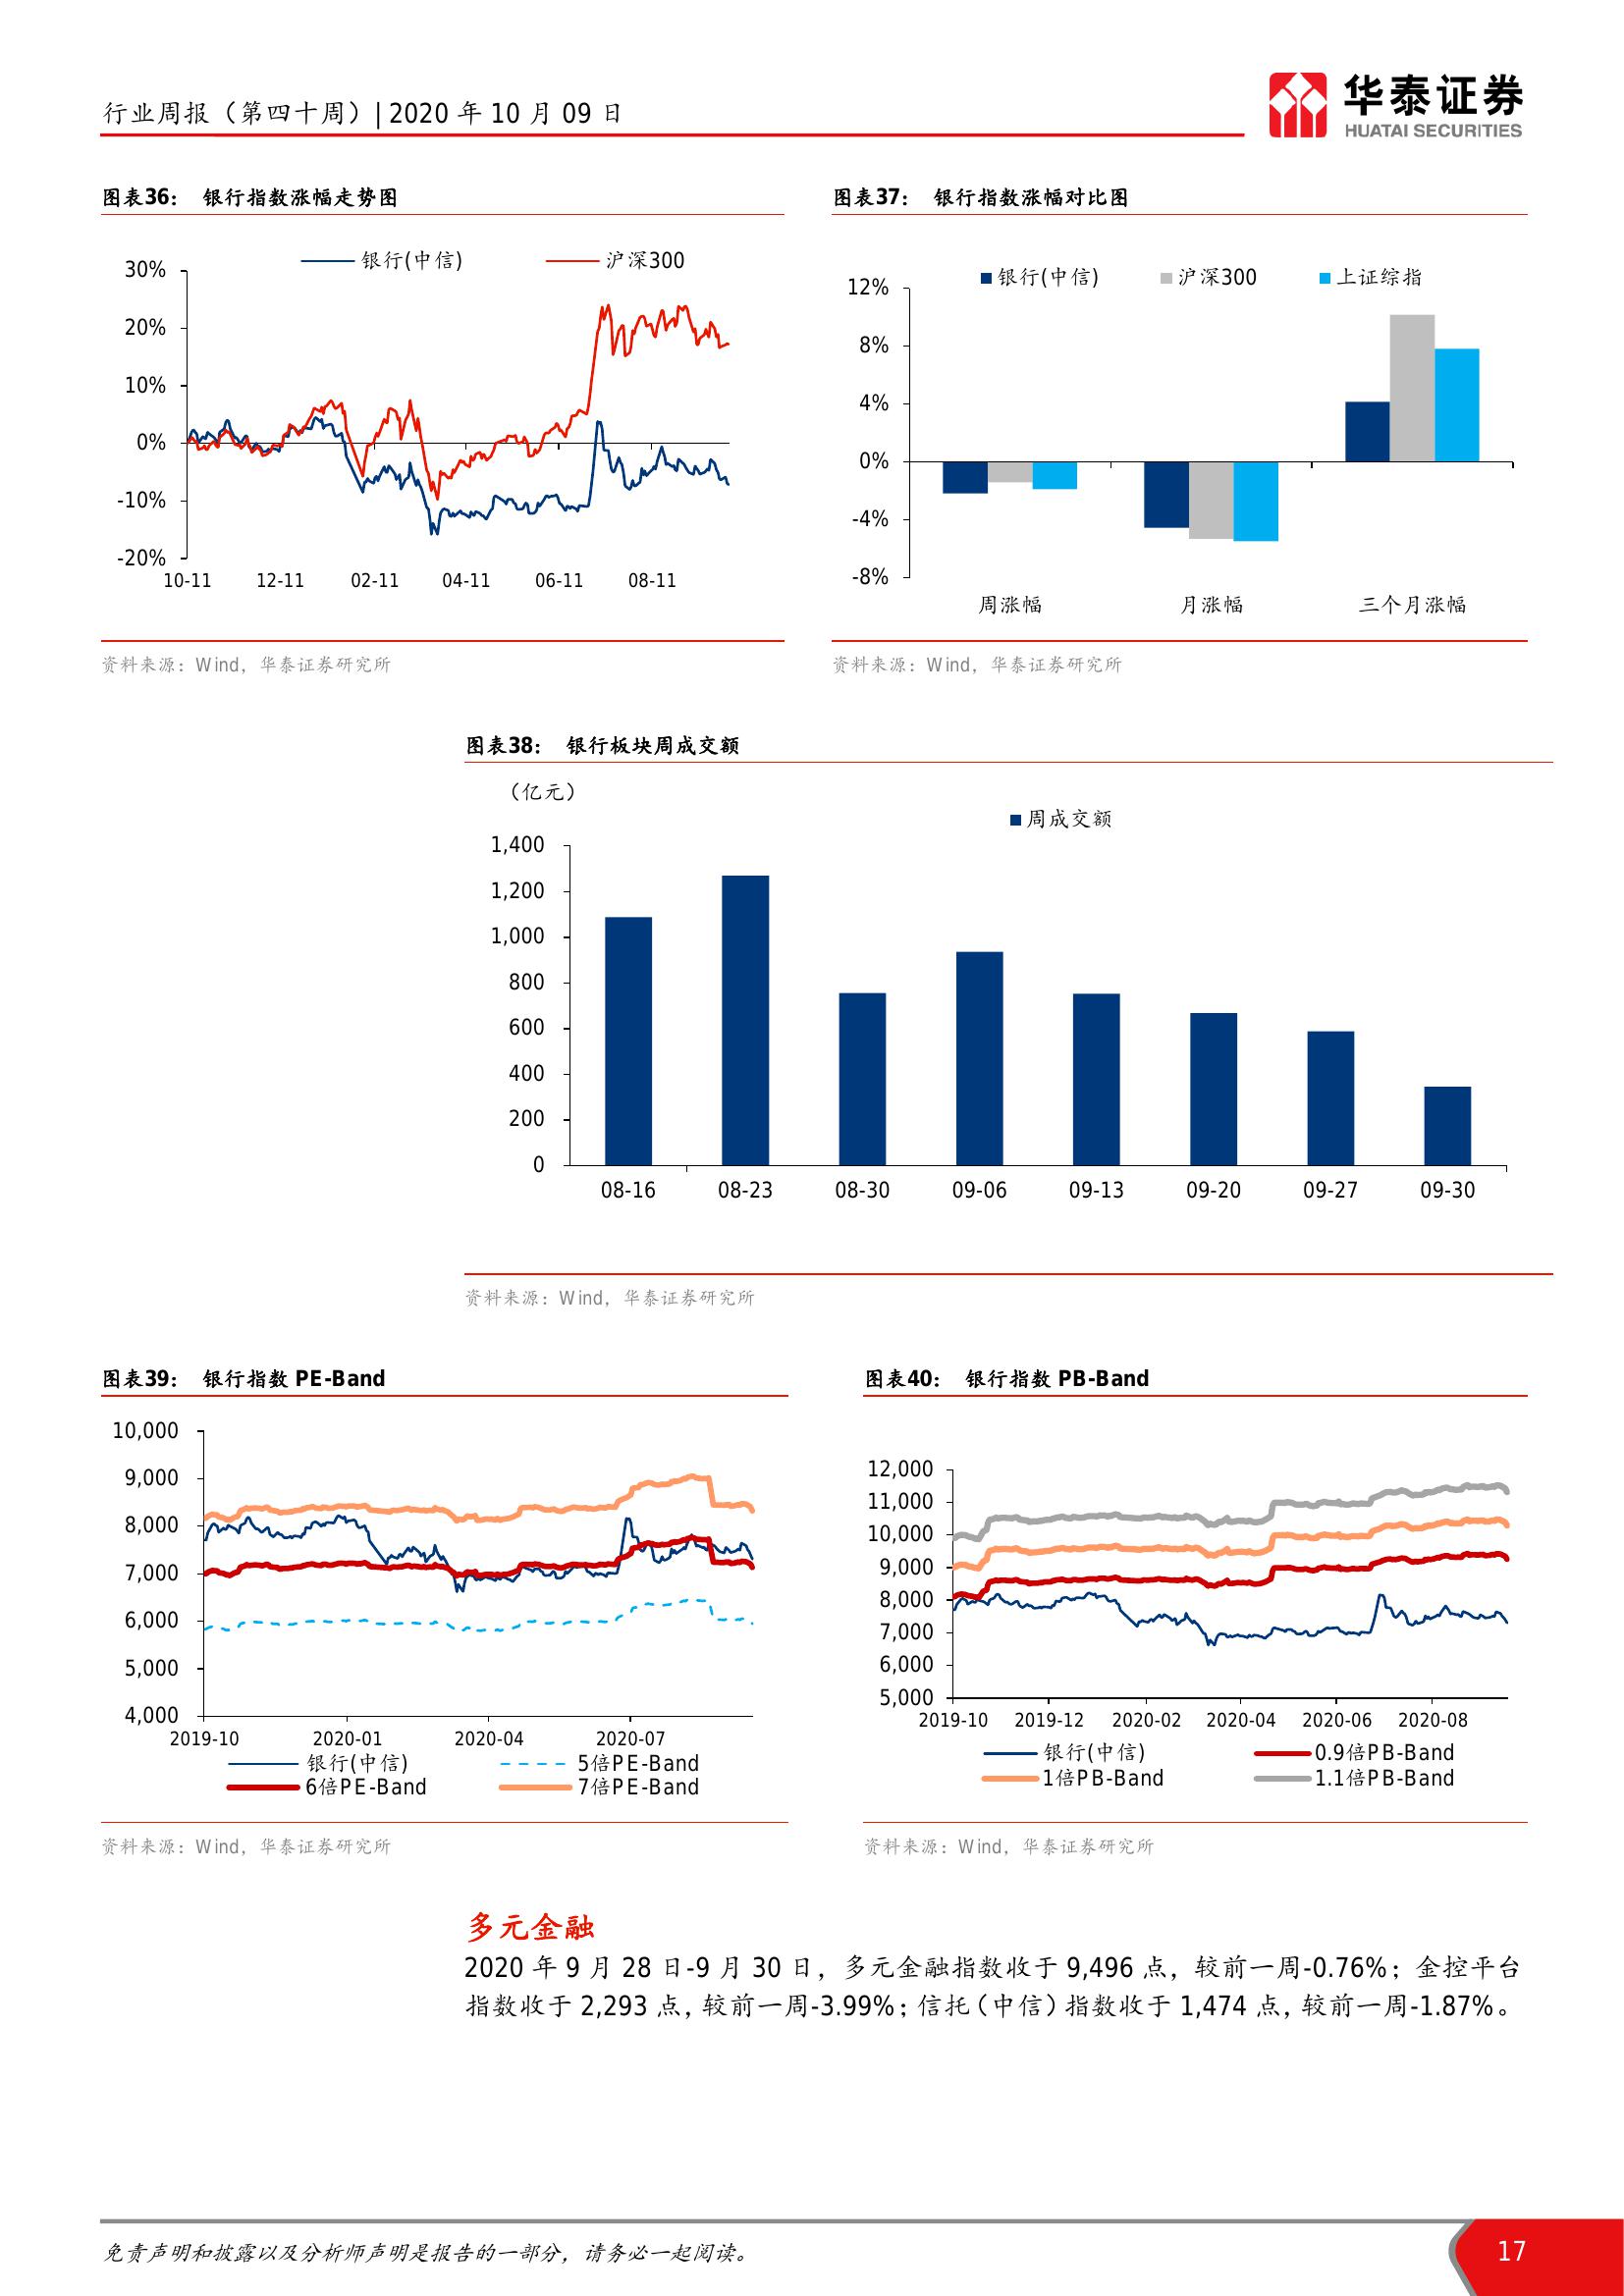 行业周报（第四十周）| 2020 年 10 月 09 日
华泰证券
HUATAI SECURITIES
图表36： 银行指数涨幅走势图
银行(中信) 沪深300
30%
20%
10%
0%
-10%
-20%
10-11 12-11 02-11 04-11 06-11 08-11
资料来源：Wind，华泰证券研究所
图表37： 银行指数涨幅对比图
银行(中信) 沪深300 上证综指
12%
8%
4%
0%
-4%
-8%
周涨幅 月涨幅 三个月涨幅
资料来源：Wind，华泰证券研究所
图表38： 银行板块周成交额
（亿元）
周成交额
1,400
1,200
1,000
800
600
400
200
0
08-16 08-23 08-30 09-06 09-13 09-20 09-27 09-30
资料来源：Wind，华泰证券研究所
图表39： 银行指数 PE-Band
10,000
9,000
8,000
7,000
6,000
5,000
4,000
2019-10 2020-01 2020-04 2020-07
银行(中信) 5倍PE-Band
6倍PE-Band 7倍PE-Band
资料来源：Wind，华泰证券研究所
图表40： 银行指数 PB-Band
12,000
11,000
10,000
9,000
8,000
7,000
6,000
5,000
2019-10 2019-12 2020-02 2020-04 2020-06 2020-08
银行(中信) 0.9倍PB-Band
1倍PB-Band 1.1倍PB-Band
资料来源：Wind，华泰证券研究所
多元金融
2020 年 9 月 28 日-9 月 30 日，多元金融指数收于 9,496 点，较前一周-0.76%；金控平台
指数收于 2,293 点，较前一周-3.99%；信托（中信）指数收于 1,474 点，较前一周-1.87%。
免责声明和披露以及分析师声明是报告的一部分，请务必一起阅读。
17